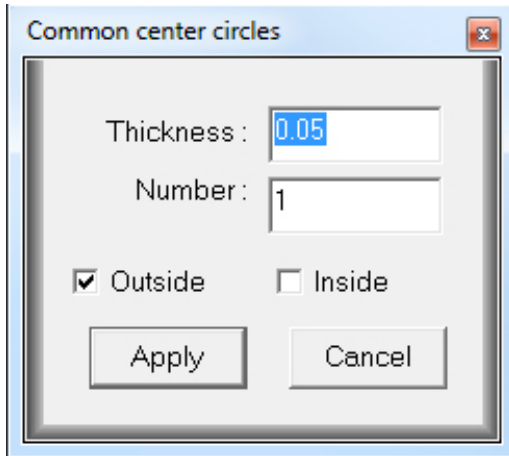 Common center circles
Thickness : 0.05
Number : 1
Outside Inside
Apply Cancel